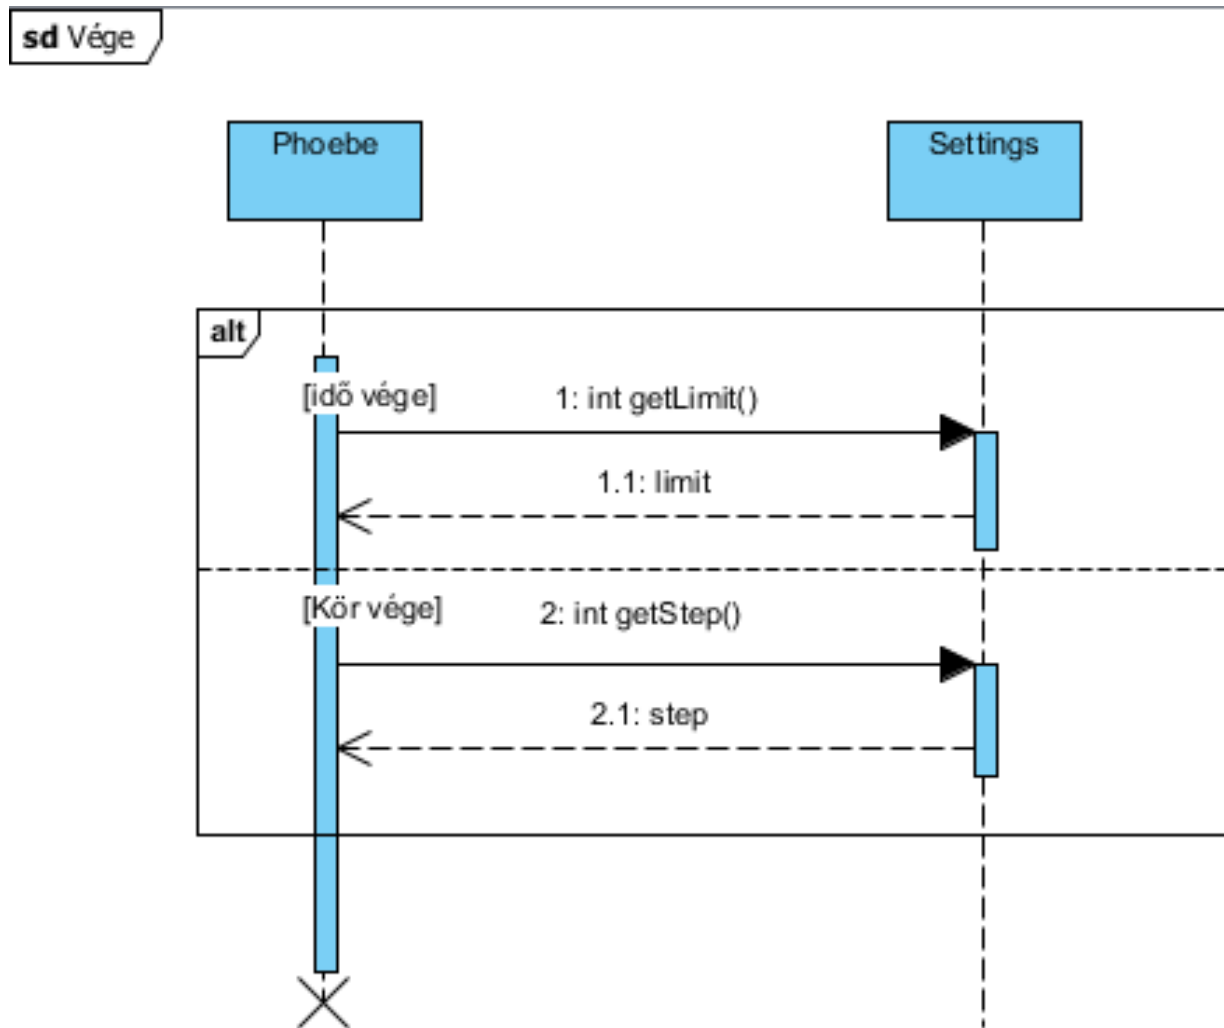 sd Vége
Phoebe
Settings
alt
[idő vége]
1: int getLimit()
1.1: limit
[Kör vége]
2: int getStep()
2.1: step